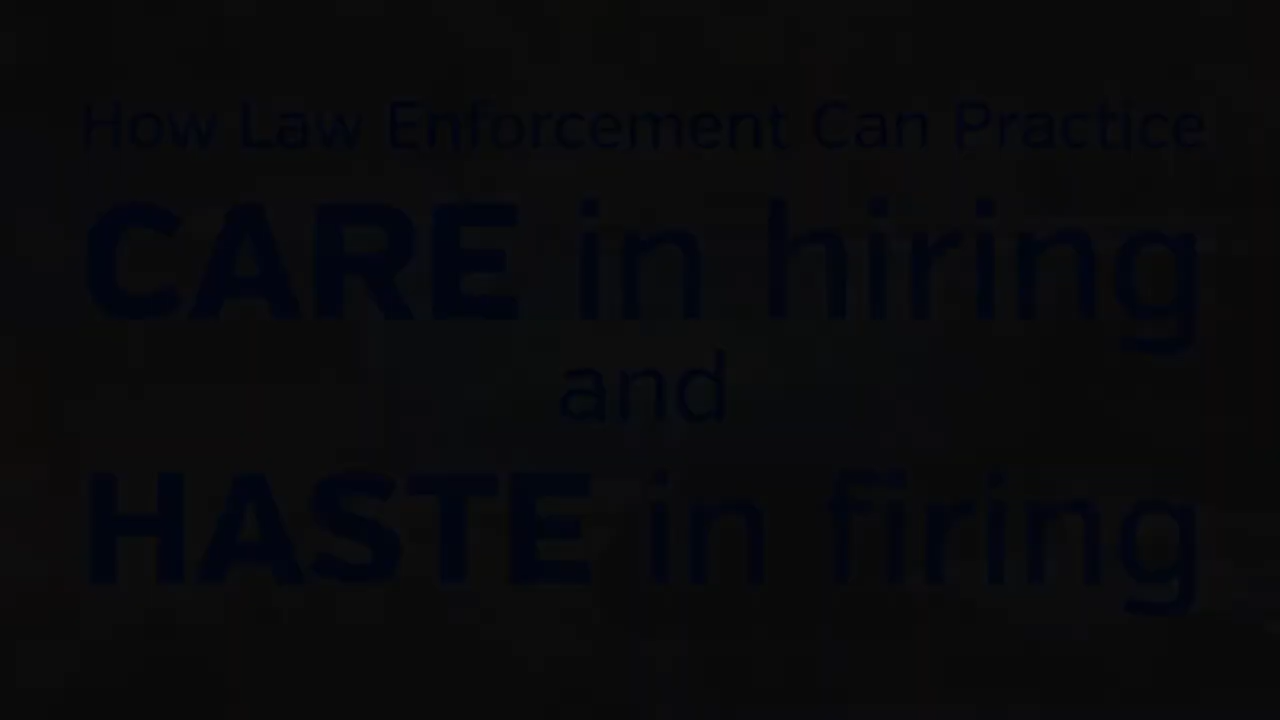 How Law Enforcement Can Practice
CARE in hiring
and
HASTE in firing